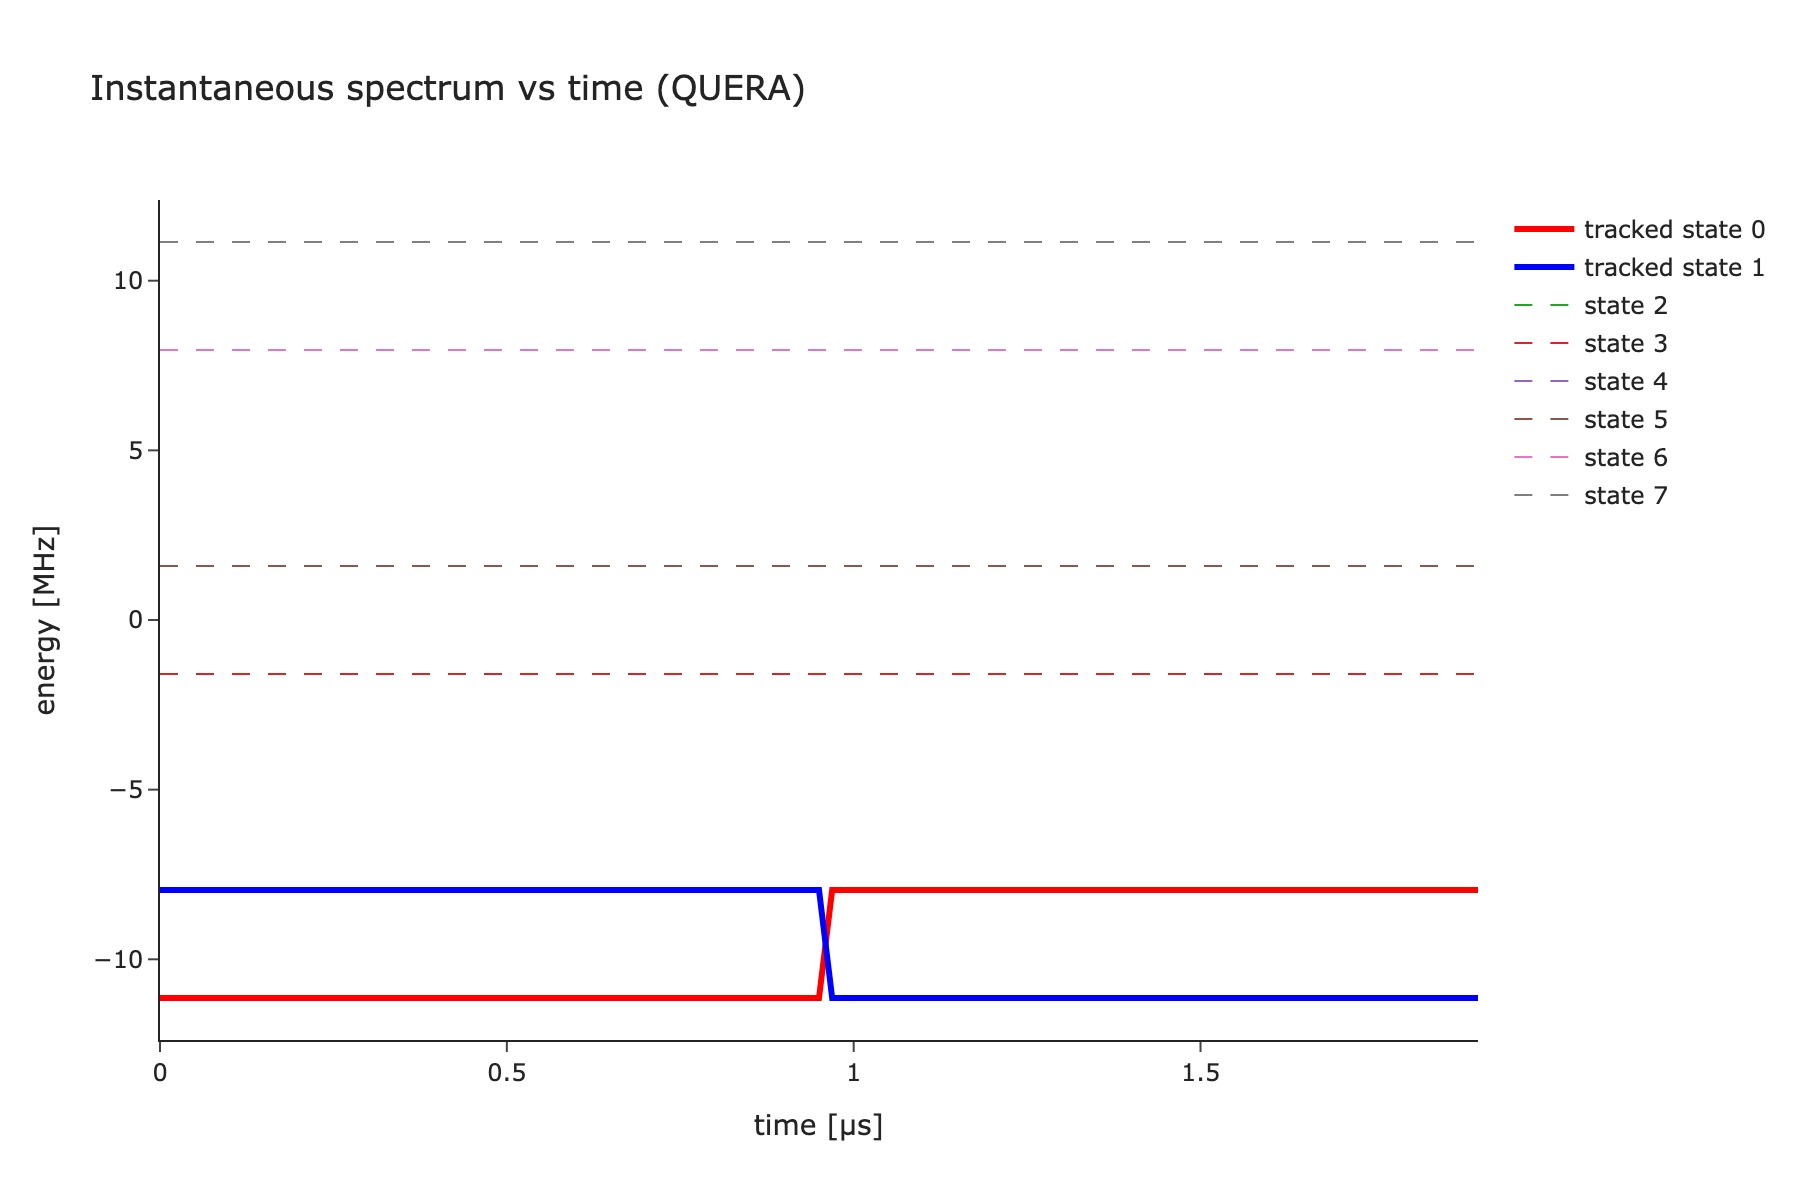 Instantaneous spectrum vs time (QUERA)
tracked state 0
tracked state 1
state 2
state 3
state 4
state 5
state 6
state 7
energy [MHz]
10
5
0
−5
−10
0
0.5
1
1.5
time [μs]